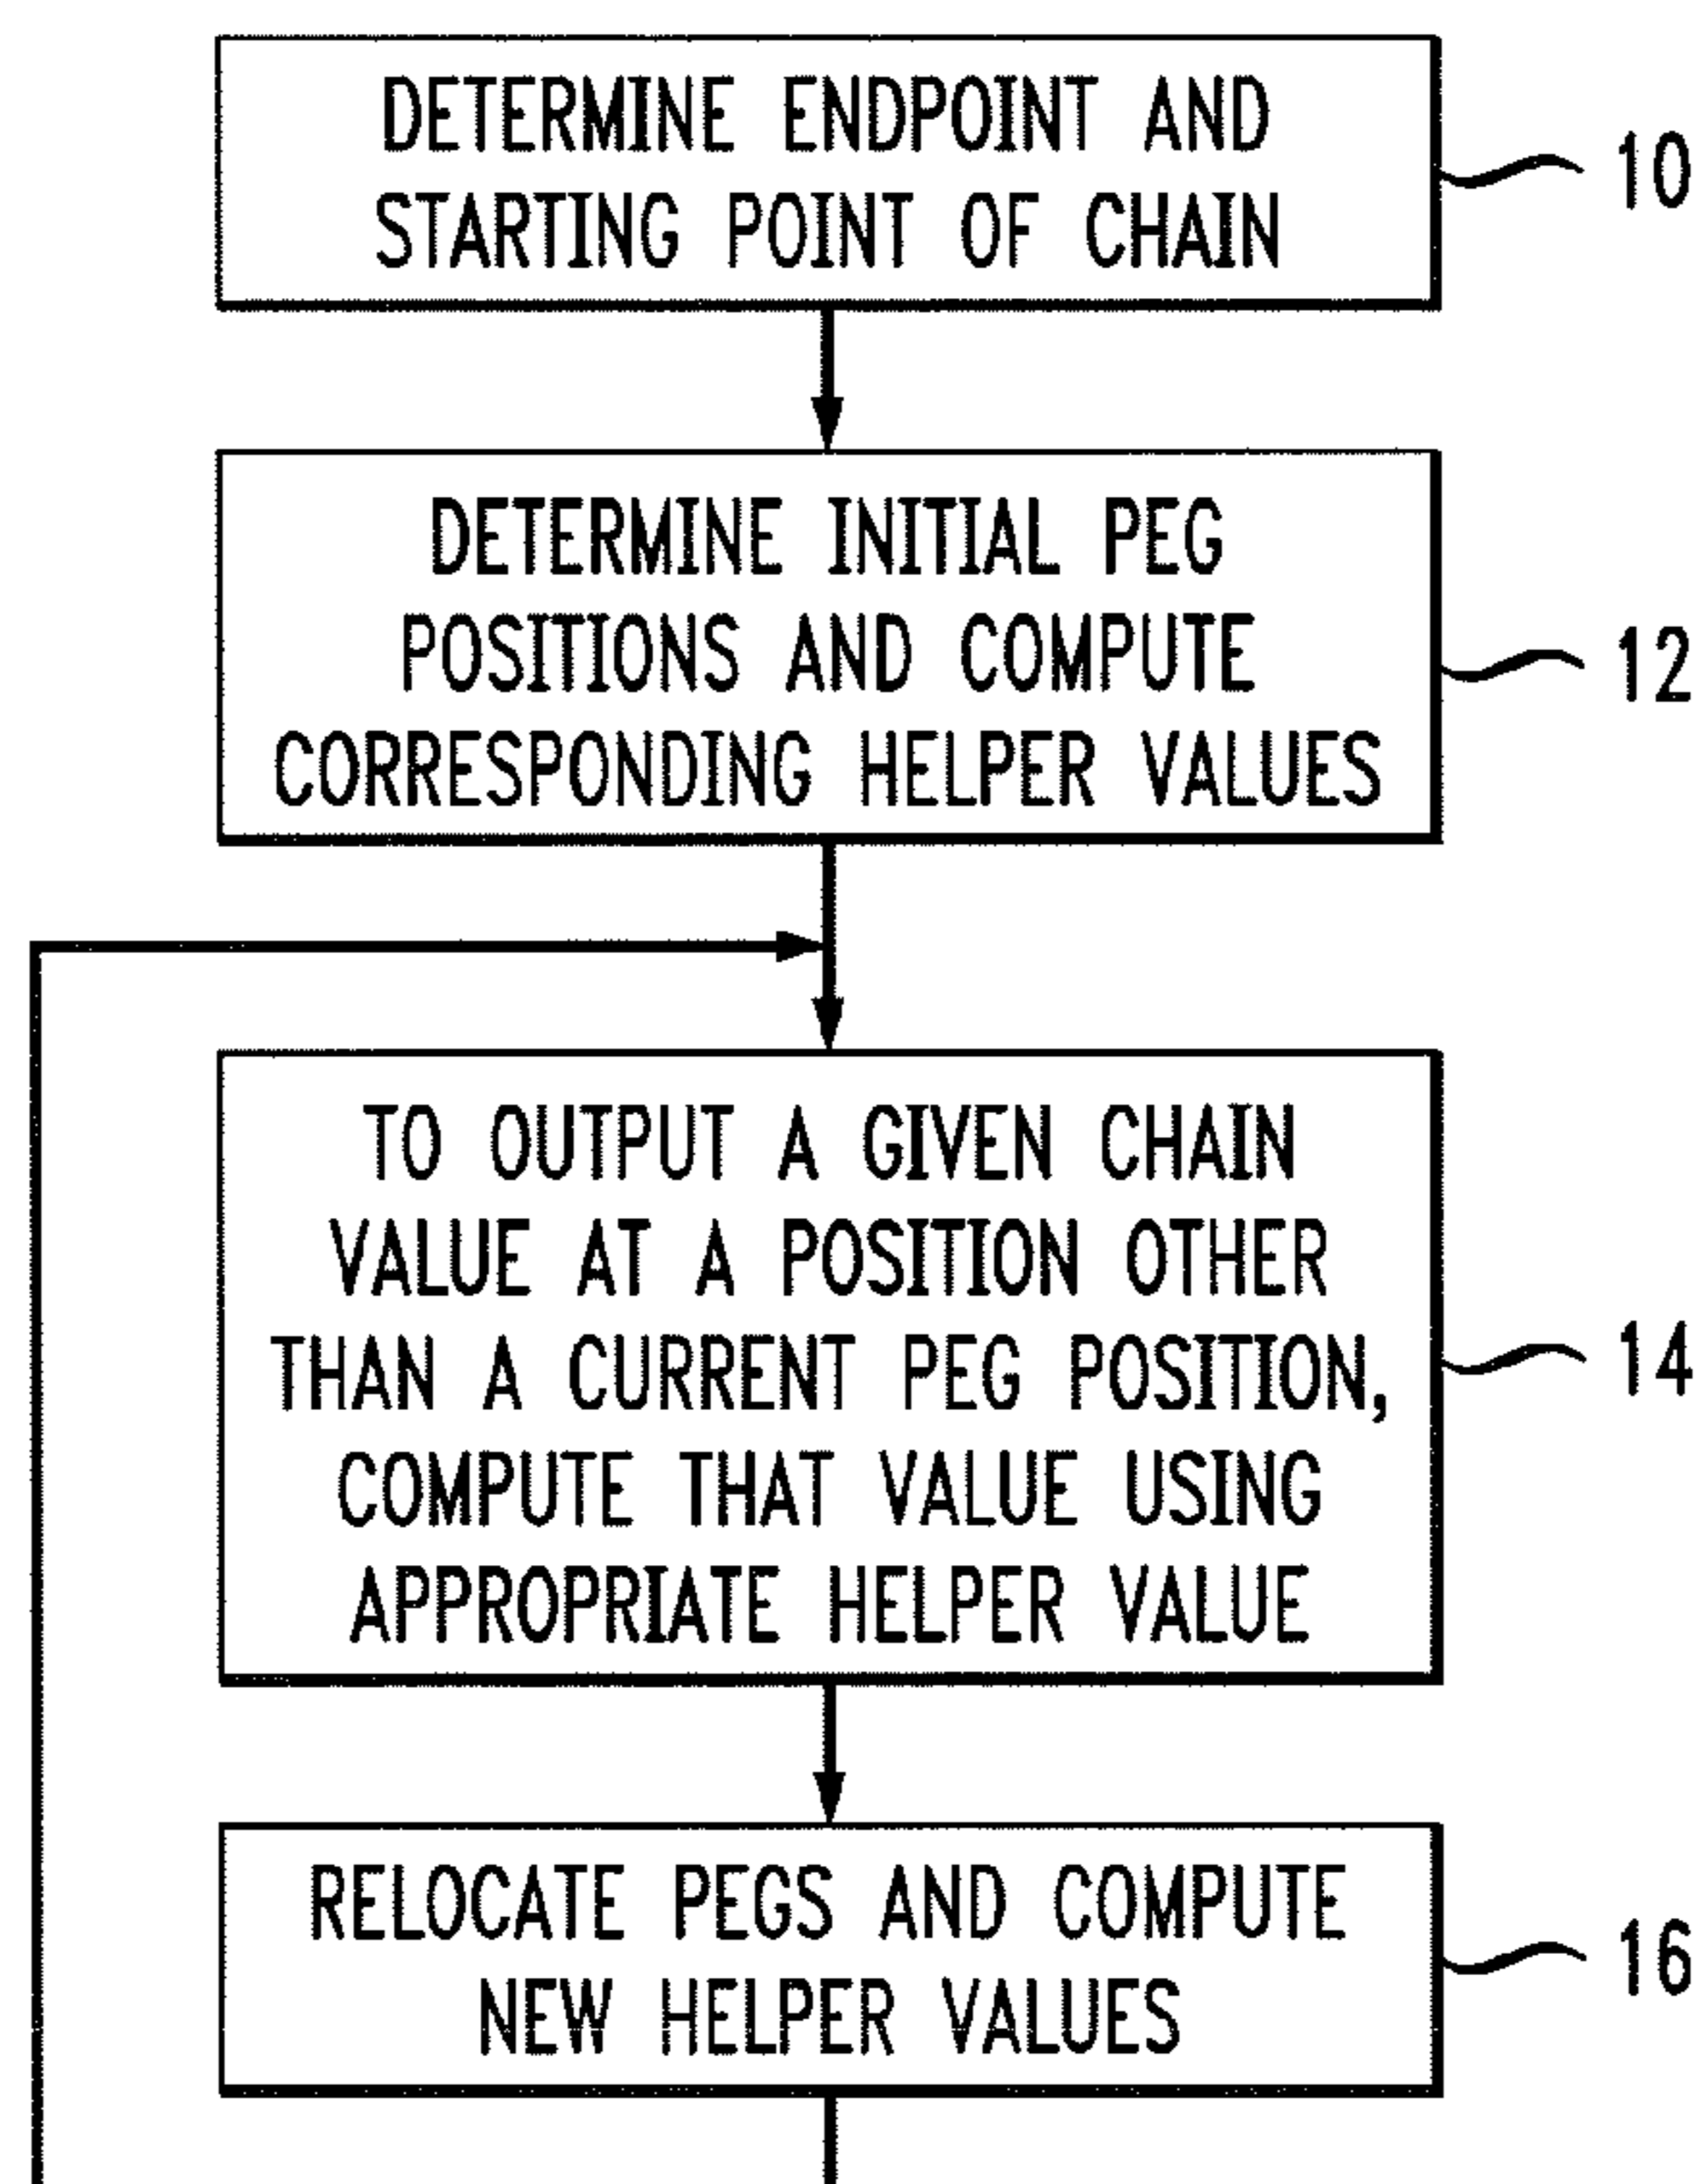 DETERMINE ENDPOINT AND
STARTING POINT OF CHAIN
10
DETERMINE INITIAL PEG
POSITIONS AND COMPUTE
CORRESPONDING HELPER VALUES
12
TO OUTPUT A GIVEN CHAIN
VALUE AT A POSITION OTHER
THAN A CURRENT PEG POSITION,
COMPUTE THAT VALUE USING
APPROPRIATE HELPER VALUE
14
RELOCATE PEGS AND COMPUTE
NEW HELPER VALUES
16